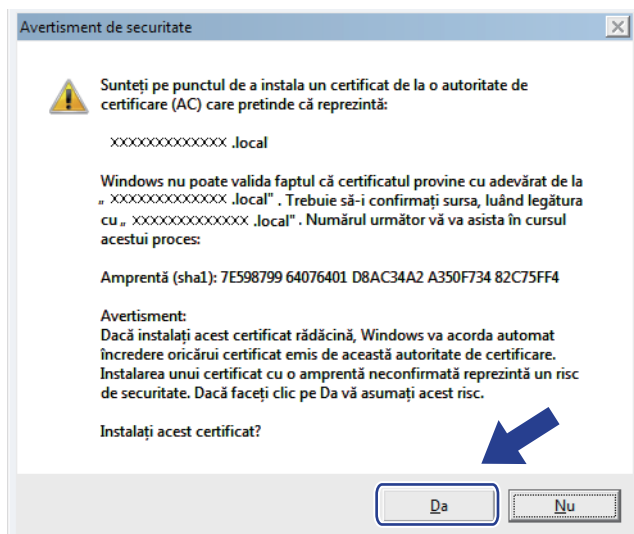 Avertisment de securitate
Sunteți pe punctul de a instala un certificat de la o autoritate de
certificare (AC) care pretinde că reprezintă:
XXXXXXXXXXXXX .local
Windows nu poate valida faptul că certificatul provine cu adevărat de la
„ XXXXXXXXXXXXX .local" . Trebuie să-i confirmați sursa, luând legătura
cu „ XXXXXXXXXXXXX .local" . Numărul următor vă va asista în cursul
acestui proces:
Amprentă (sha1): 7E598799 64076401 D8AC34A2 A350F734 82C75FF4
Avertisment:
Dacă instalați acest certificat rădăcină, Windows va acorda automat
încredere oricărui certificat emis de această autoritate de certificare.
Instalarea unui certificat cu o amprentă neconfirmată reprezintă un risc
de securitate. Dacă faceți clic pe Da vă asumați acest risc.
Instalați acest certificat?
Da Nu